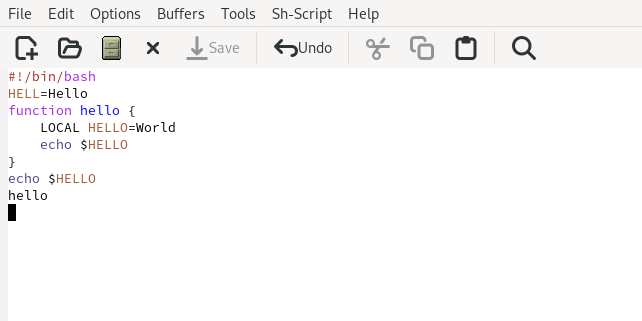 File Edit Options Buffers Tools Sh-Script Help
Save Undo
#!/bin/bash
HELL=Hello
function hello {
    LOCAL HELLO=World
    echo $HELLO
}
echo $HELLO
hello